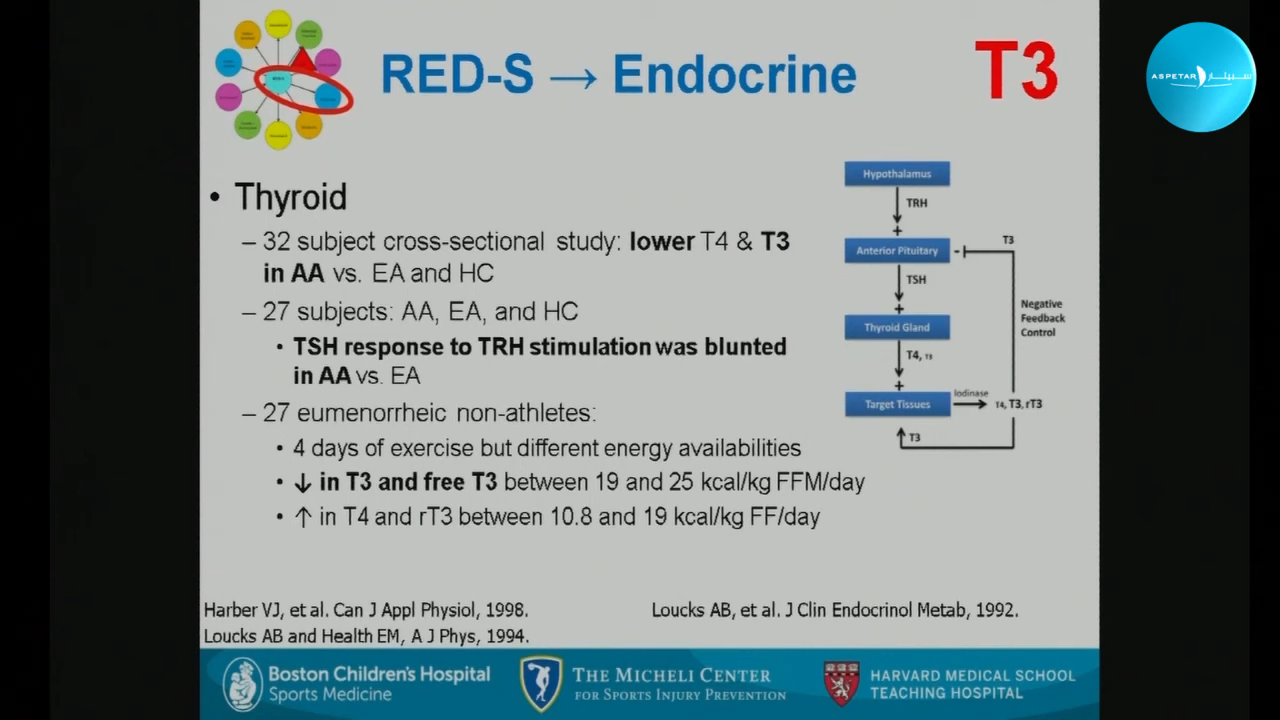 RED-S → Endocrine
T3
ASPETAR سبيتار
• Thyroid
– 32 subject cross-sectional study: lower T4 & T3
in AA vs. EA and HC
– 27 subjects: AA, EA, and HC
• TSH response to TRH stimulation was blunted
in AA vs. EA
– 27 eumenorrheic non-athletes:
• 4 days of exercise but different energy availabilities
• ↓ in T3 and free T3 between 19 and 25 kcal/kg FFM/day
• ↑ in T4 and rT3 between 10.8 and 19 kcal/kg FF/day
Hypothalamus
TRH
+
Anterior Pituitary
-
T3
TSH
+
Thyroid Gland
Negative
Feedback
Control
T4, T3
+
Target Tissues
Iodinase
T4, T3, rT3
T3
Harber VJ, et al. Can J Appl Physiol, 1998.
Loucks AB, et al. J Clin Endocrinol Metab, 1992.
Loucks AB and Health EM, A J Phys, 1994.
Boston Children's Hospital
Sports Medicine
THE MICHELI CENTER
FOR SPORTS INJURY PREVENTION
HARVARD MEDICAL SCHOOL
TEACHING HOSPITAL